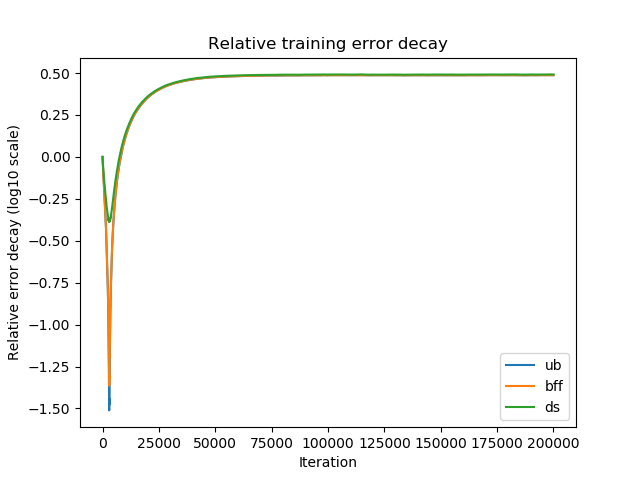 Relative training error decay
Relative error decay (log10 scale)
0.50
0.25
0.00
−0.25
−0.50
−0.75
−1.00
−1.25
−1.50
ub
bff
ds
0 25000 50000 75000 100000 125000 150000 175000 200000
Iteration